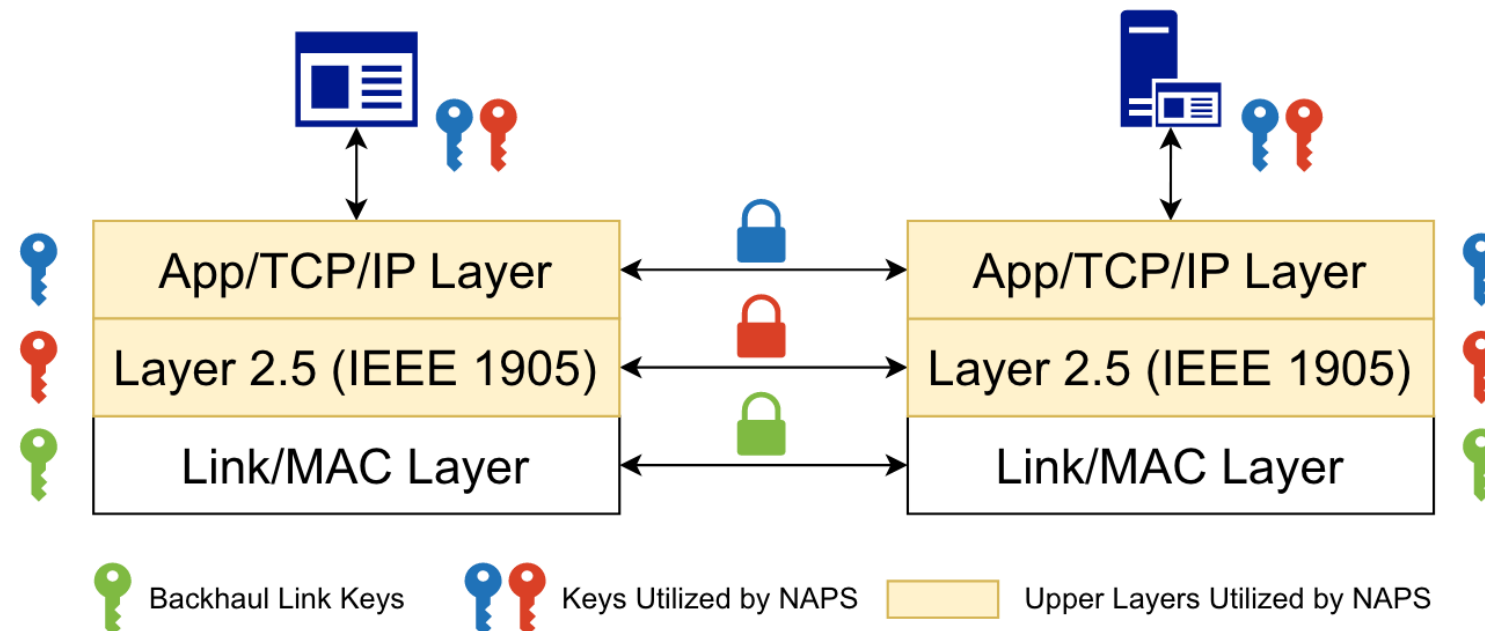 App/TCP/IP Layer
App/TCP/IP Layer
Layer 2.5 (IEEE 1905)
Layer 2.5 (IEEE 1905)
Link/MAC Layer
Link/MAC Layer
Backhaul Link Keys
Keys Utilized by NAPS
Upper Layers Utilized by NAPS